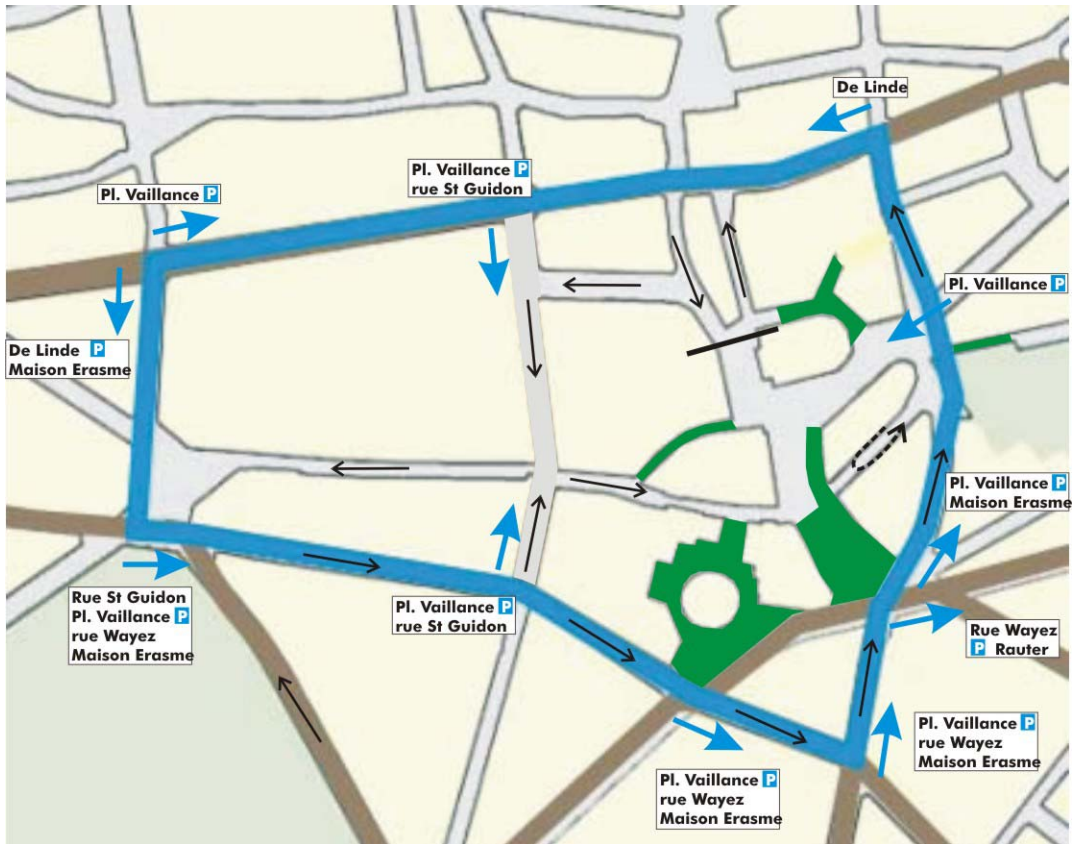 De Linde
Pl. Vaillance P
rue St Guidon
Pl. Vaillance P
Pl. Vaillance P
De Linde P
Maison Erasme
Pl. Vaillance P
Maison Erasme
Rue St Guidon
Pl. Vaillance P
rue Wayez
Maison Erasme
Pl. Vaillance P
rue St Guidon
Rue Wayez
P Rauter
Pl. Vaillance P
rue Wayez
Maison Erasme
Pl. Vaillance P
rue Wayez
Maison Erasme